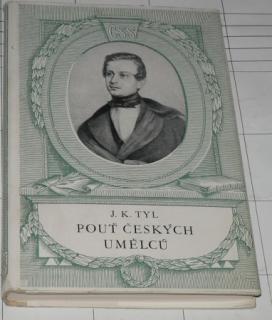 J. K. TYL
POUŤ ČESKÝCH
UMĚLCŮ